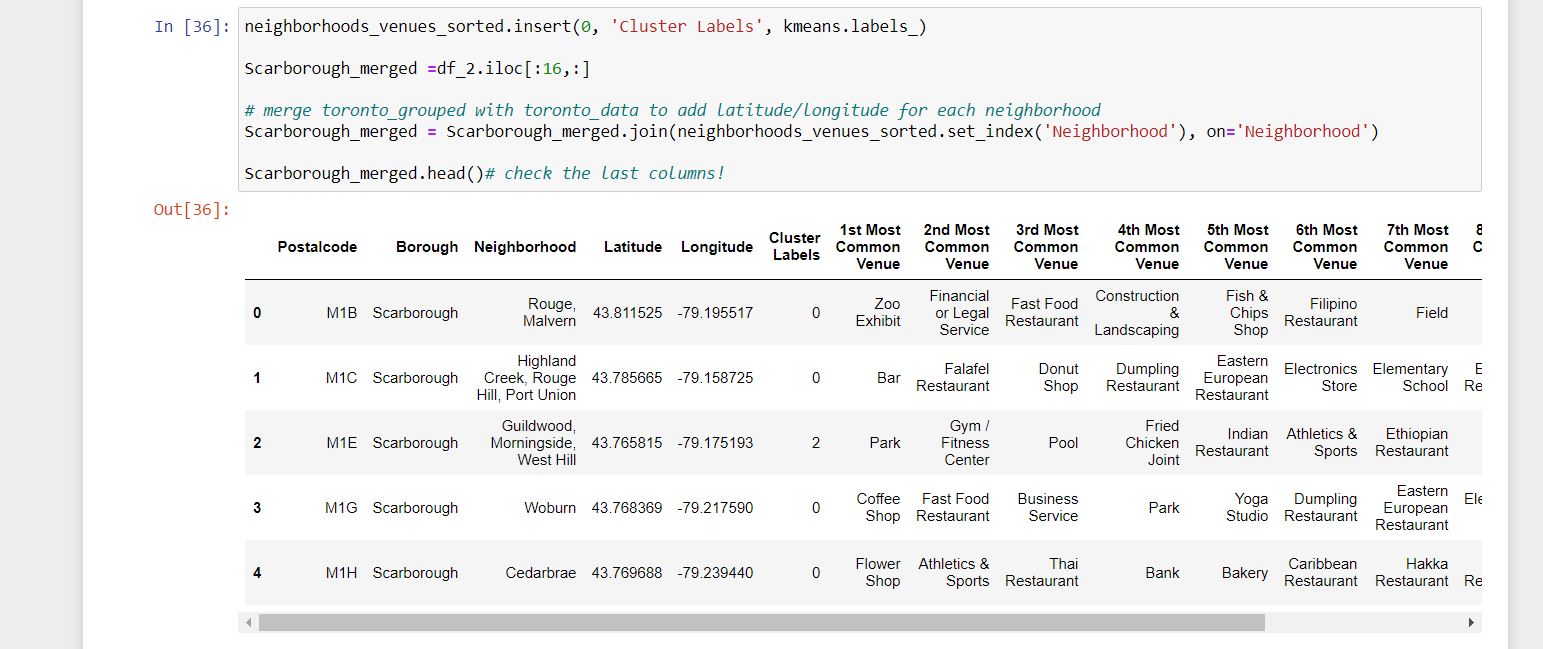 In [36]: neighborhoods_venues_sorted.insert(0, 'Cluster Labels', kmeans.labels_)
Scarborough_merged =df_2.iloc[:16,:]
# merge toronto_grouped with toronto_data to add latitude/longitude for each neighborhood
Scarborough_merged = Scarborough_merged.join(neighborhoods_venues_sorted.set_index('Neighborhood'), on='Neighborhood')
Scarborough_merged.head()# check the last columns!
Out[36]:
Postalcode Borough Neighborhood Latitude Longitude Cluster Labels 1st Most Common Venue 2nd Most Common Venue 3rd Most Common Venue 4th Most Common Venue 5th Most Common Venue 6th Most Common Venue 7th Most Common Venue
0 M1B Scarborough Rouge, Malvern 43.811525 -79.195517 0 Zoo Exhibit Financial or Legal Service Fast Food Restaurant Construction & Landscaping Fish & Chips Shop Filipino Restaurant Field
1 M1C Scarborough Highland Creek, Rouge Hill, Port Union 43.785665 -79.158725 0 Bar Falafel Restaurant Donut Shop Dumpling Restaurant Eastern European Restaurant Electronics Store Elementary School
2 M1E Scarborough Guildwood, Morningside, West Hill 43.765815 -79.175193 2 Park Gym / Fitness Center Pool Fried Chicken Joint Indian Restaurant Athletics & Sports Ethiopian Restaurant
3 M1G Scarborough Woburn 43.768369 -79.217590 0 Coffee Shop Fast Food Restaurant Business Service Park Yoga Studio Dumpling Restaurant Eastern European Restaurant
4 M1H Scarborough Cedarbrae 43.769688 -79.239440 0 Flower Shop Athletics & Sports Thai Restaurant Bank Bakery Caribbean Restaurant Hakka Restaurant